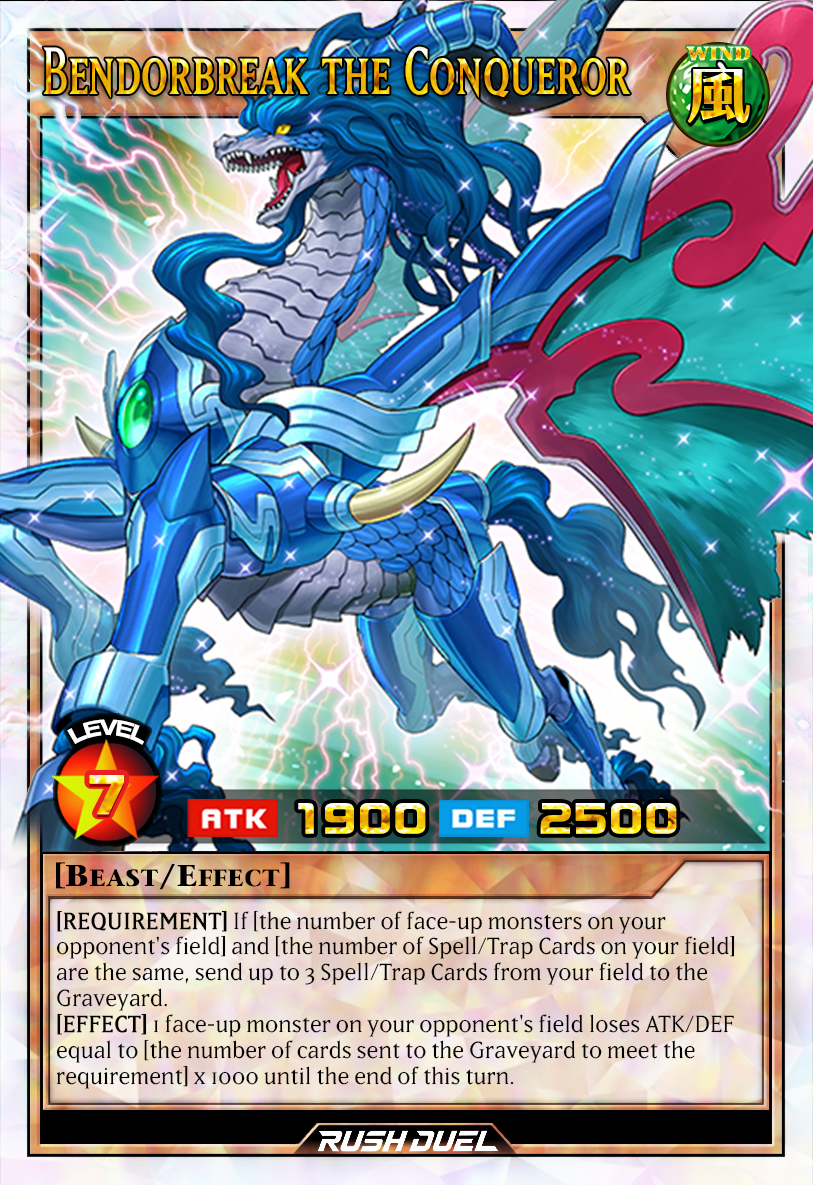 Bendorbreak the Conqueror
WIND
風
LEVEL
7
ATK 1900 DEF 2500
[Beast/Effect]
[REQUIREMENT] If [the number of face-up monsters on your
opponent's field] and [the number of Spell/Trap Cards on your field]
are the same, send up to 3 Spell/Trap Cards from your field to the
Graveyard.
[EFFECT] 1 face-up monster on your opponent's field loses ATK/DEF
equal to [the number of cards sent to the Graveyard to meet the
requirement] x 1000 until the end of this turn.
RUSH DUEL